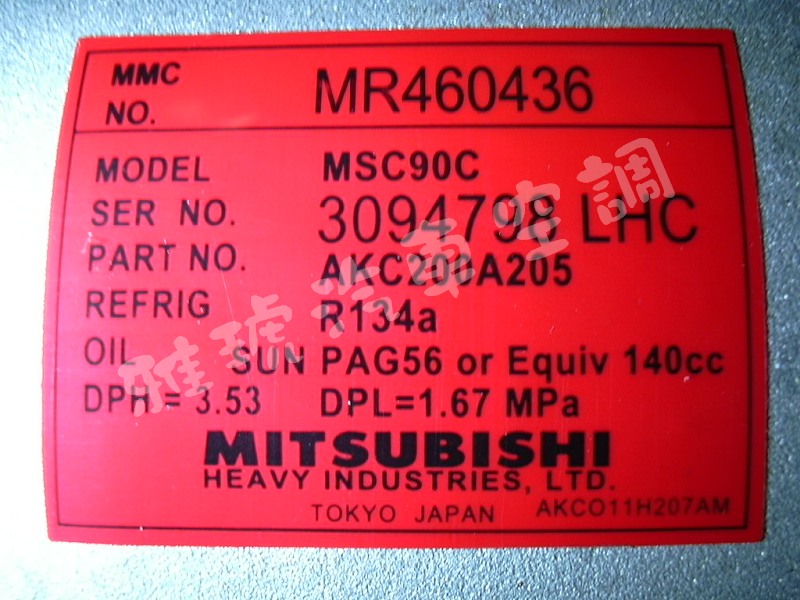 MMC NO. MR460436
MODEL MSC90C
SER NO. 3094798 LHC
PART NO. AKC200A205
REFRIG R134a
OIL SUN PAG56 or Equiv 140cc
DPH = 3.53 DPL=1.67 MPa
MITSUBISHI
HEAVY INDUSTRIES, LTD.
TOKYO JAPAN AKCO11H207AM
雅琥汽車空調